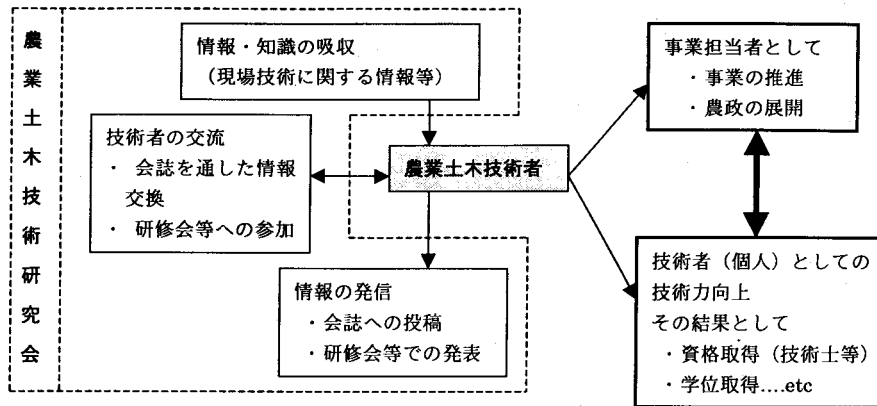 農業土木技術研究会
情報・知識の吸収
（現場技術に関する情報等）
技術者の交流
・ 会誌を通した情報
交換
・ 研修会等への参加
農業土木技術者
情報の発信
・会誌への投稿
・研修会等での発表
事業担当者として
・事業の推進
・農政の展開
技術者（個人）としての
技術力向上
その結果として
・資格取得（技術士等）
・学位取得....etc